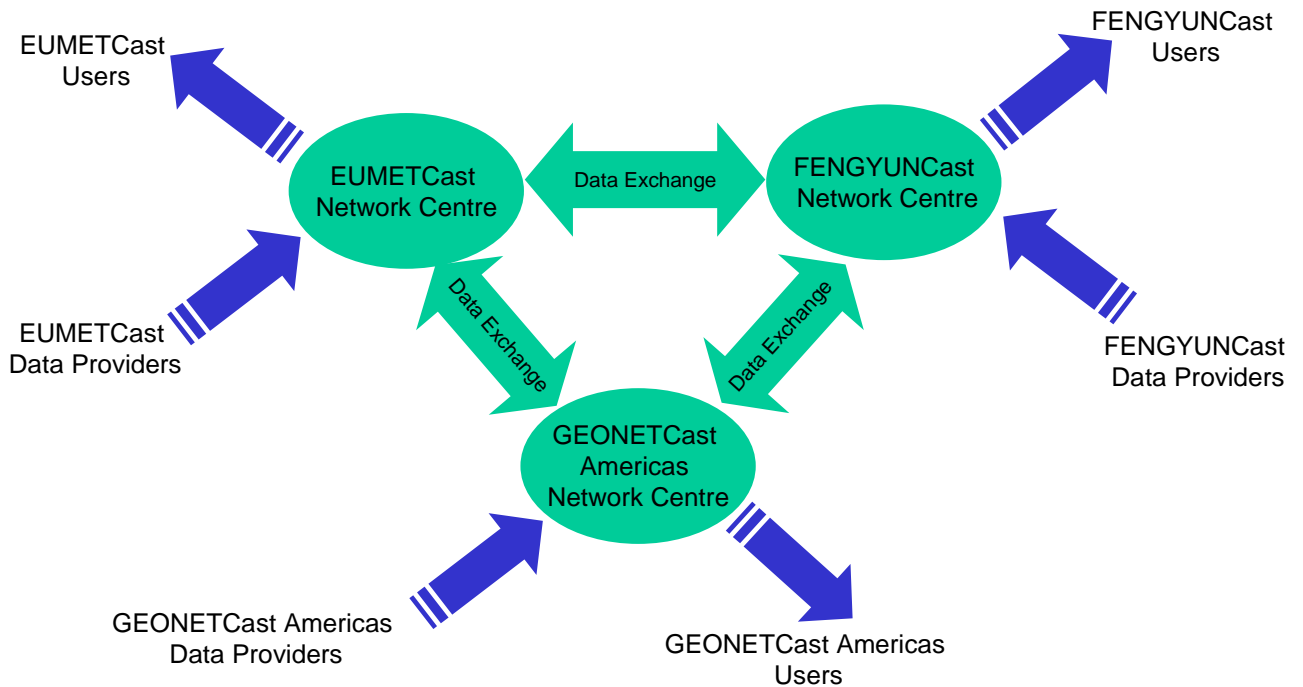 EUMETCast
Users
FENGYUNCast
Users
EUMETCast
Network Centre
Data Exchange
FENGYUNCast
Network Centre
EUMETCast
Data Providers
Data Exchange
Data Exchange
FENGYUNCast
Data Providers
GEONETCast
Americas
Network Centre
GEONETCast Americas
Data Providers
GEONETCast Americas
Users